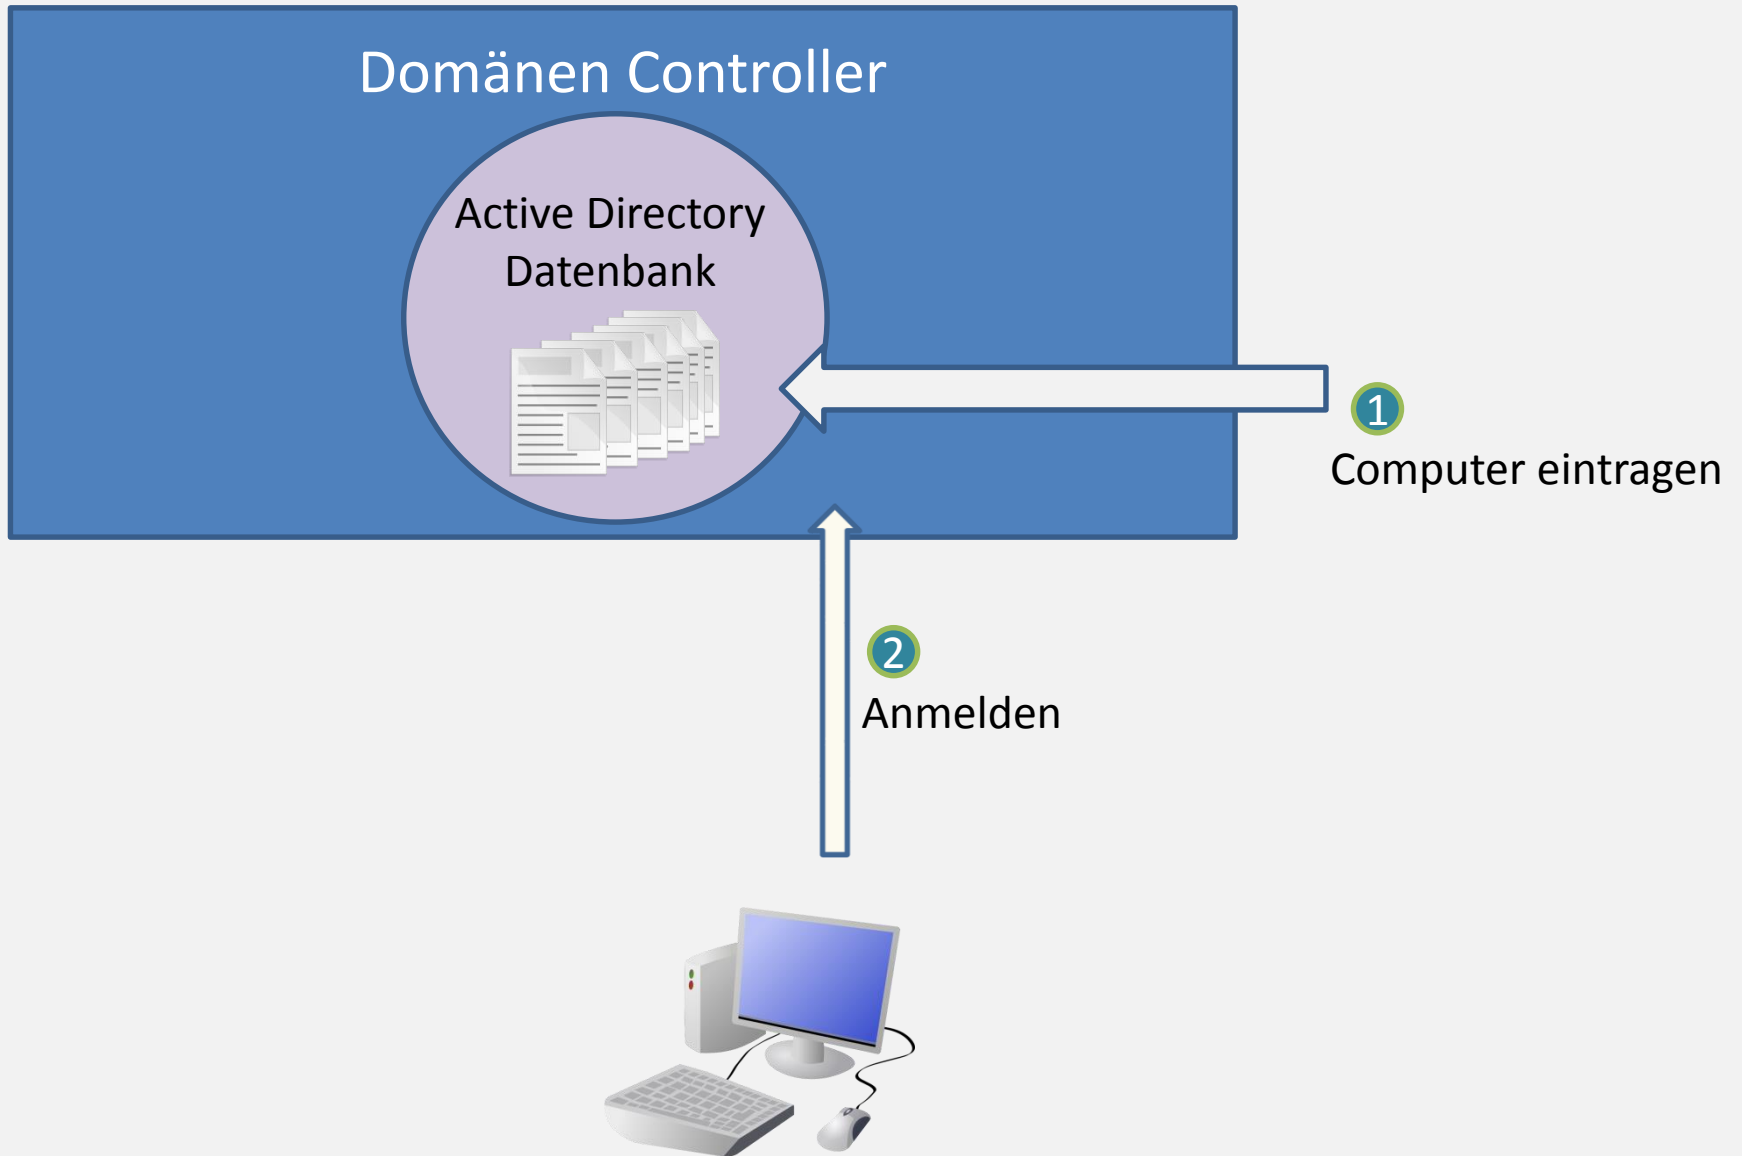 Domänen Controller
Active Directory
Datenbank
1
Computer eintragen
2
Anmelden